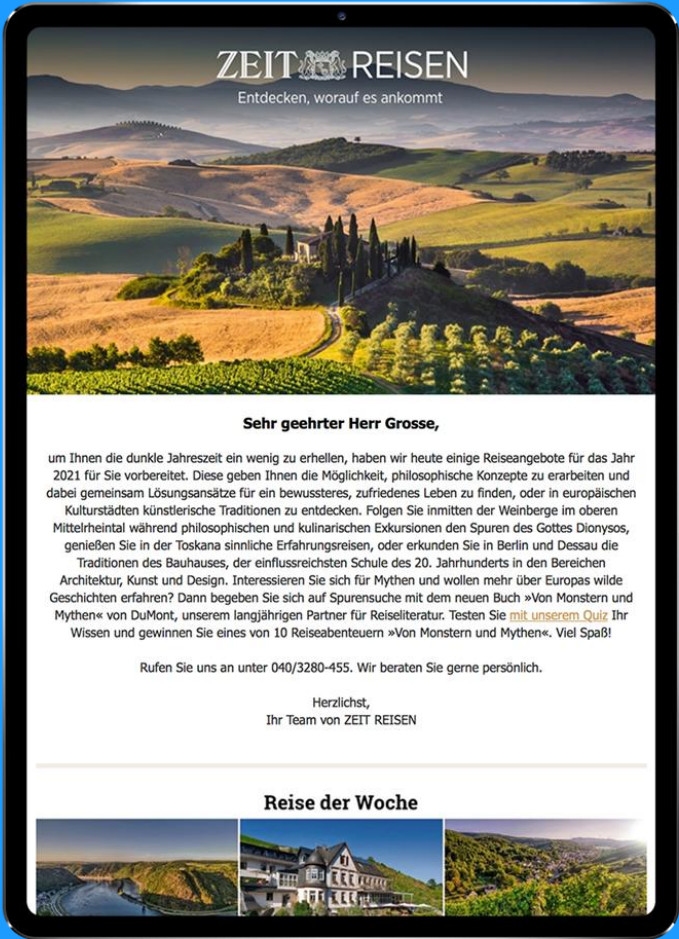 ZEIT REISEN
Entdecken, worauf es ankommt
Sehr geehrter Herr Grosse,
um Ihnen die dunkle Jahreszeit ein wenig zu erhellen, haben wir heute einige Reiseangebote für das Jahr
2021 für Sie vorbereitet. Diese geben Ihnen die Möglichkeit, philosophische Konzepte zu erarbeiten und
dabei gemeinsam Lösungsansätze für ein bewussteres, zufriedenes Leben zu finden, oder in europäischen
Kulturstädten künstlerische Traditionen zu entdecken. Folgen Sie inmitten der Weinberge im oberen
Mittelrheintal während philosophischen und kulinarischen Exkursionen den Spuren des Gottes Dionysos,
genießen Sie in der Toskana sinnliche Erfahrungsreisen, oder erkunden Sie in Berlin und Dessau die
Traditionen des Bauhauses, der einflussreichsten Schule des 20. Jahrhunderts in den Bereichen
Architektur, Kunst und Design. Interessieren Sie sich für Mythen und wollen mehr über Europas wilde
Geschichten erfahren? Dann begeben Sie sich auf Spurensuche mit dem neuen Buch »Von Monstern und
Mythen« von DuMont, unserem langjährigen Partner für Reiseliteratur. Testen Sie mit unserem Quiz Ihr
Wissen und gewinnen Sie eines von 10 Reiseabenteuern »Von Monstern und Mythen«. Viel Spaß!
Rufen Sie uns an unter 040/3280-455. Wir beraten Sie gerne persönlich.
Herzlichst,
Ihr Team von ZEIT REISEN
Reise der Woche